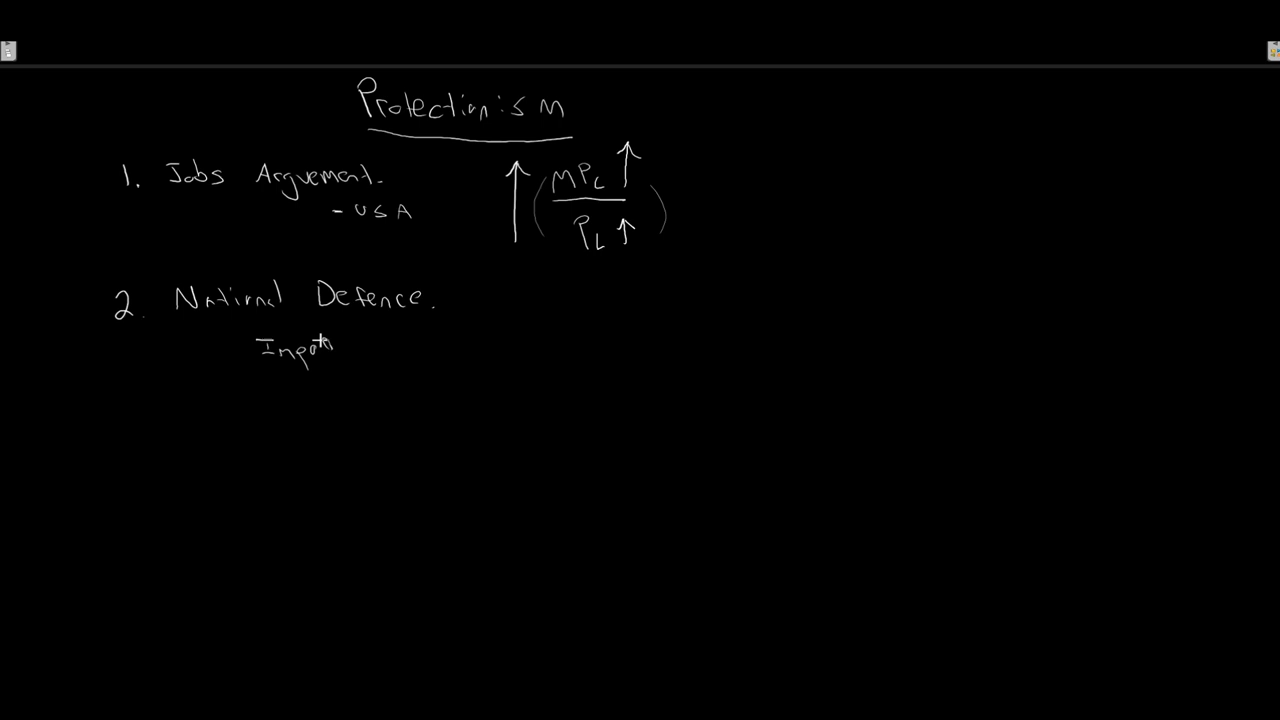 Protectionism
1. Jobs Arguement.
- USA
( MPL ↑
PL ↑ )
2. National Defence.